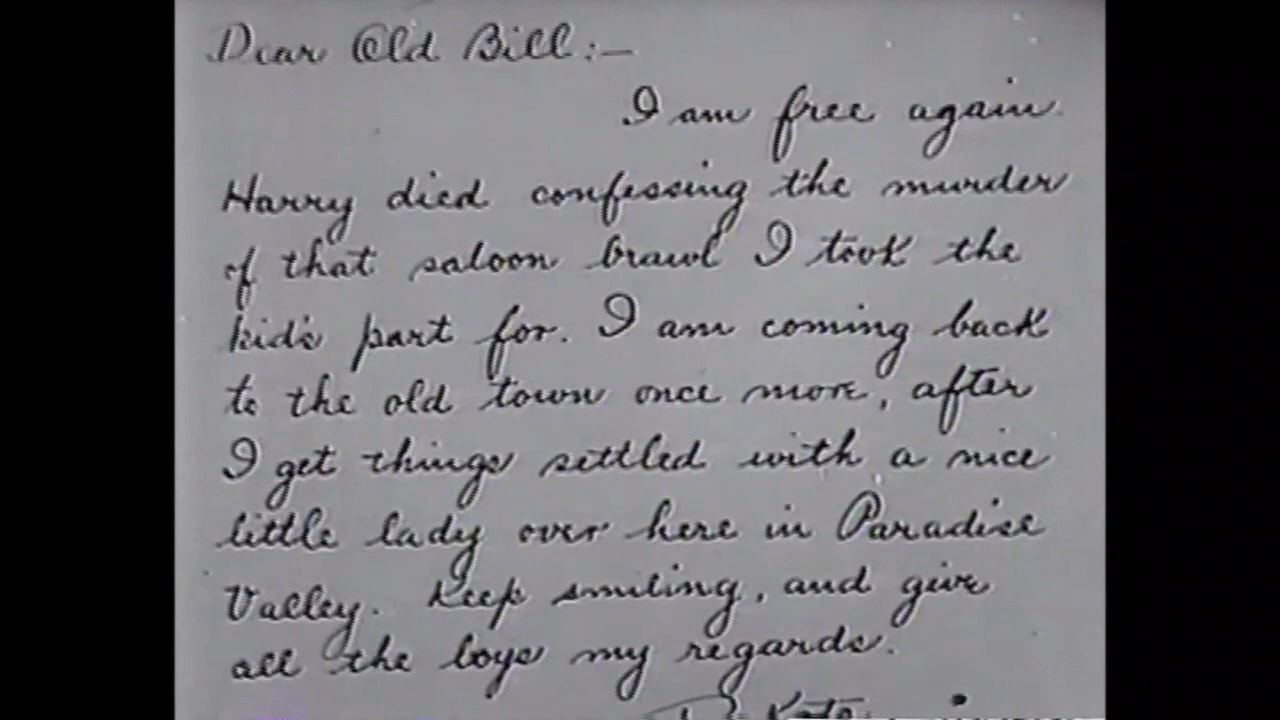 Dear Old Bill:—
I am free again.
Harry died confessing the murder
of that saloon brawl I took the
kid's part for. I am coming back
to the old town once more, after
I get things settled with a nice
little lady over here in Paradise
Valley. Keep smiling, and give
all the boys my regards.